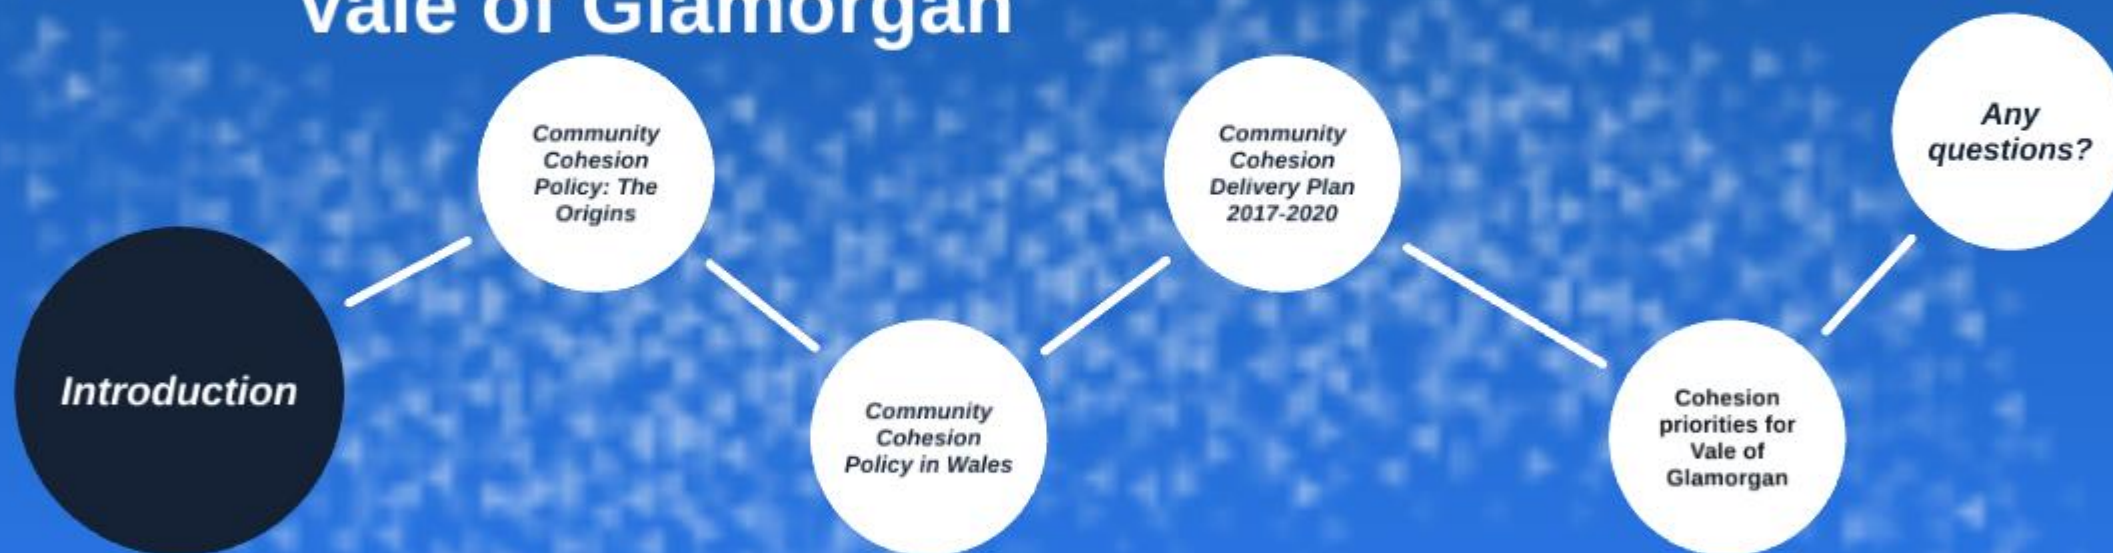 Vale of Glamorgan
Introduction
Community
Cohesion
Policy: The
Origins
Community
Cohesion
Policy in Wales
Community
Cohesion
Delivery Plan
2017-2020
Cohesion
priorities for
Vale of
Glamorgan
Any
questions?